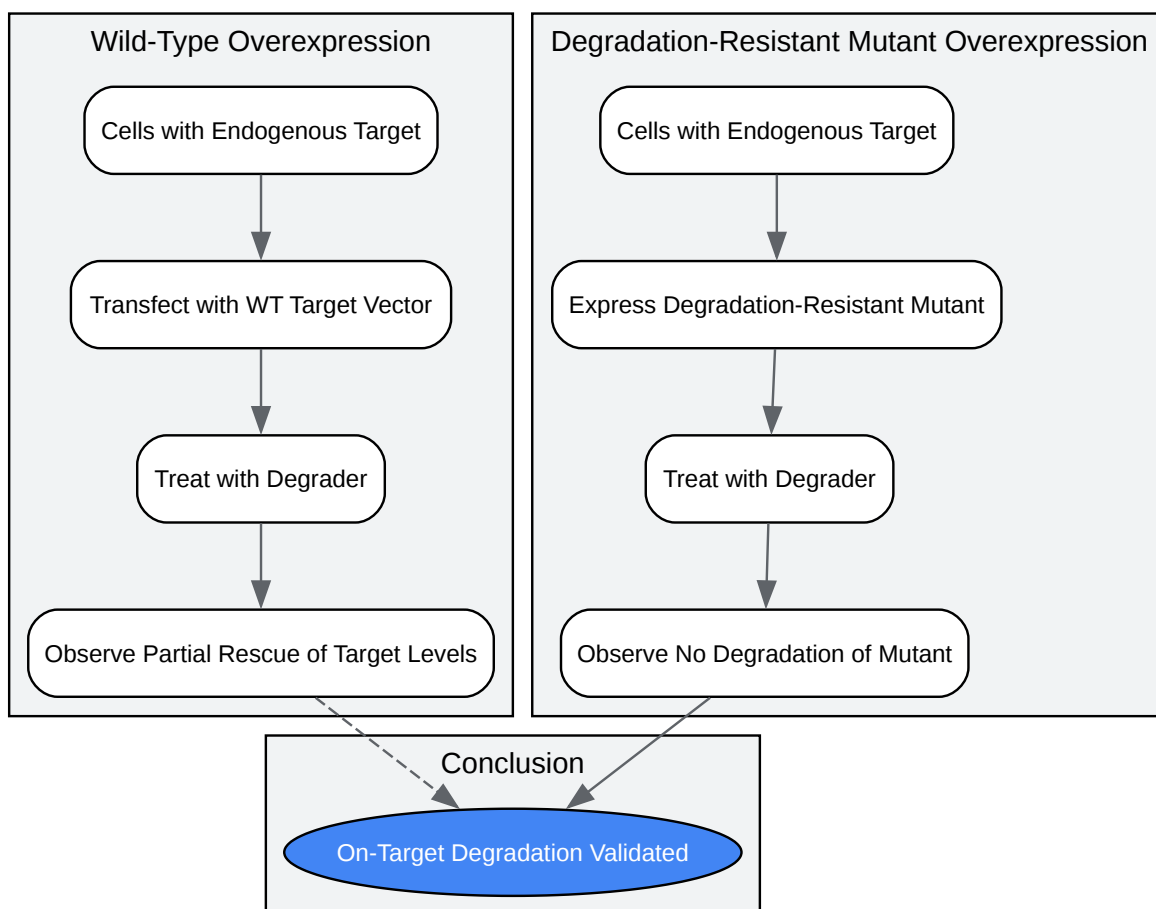 Wild-Type Overexpression
Cells with Endogenous Target
Transfect with WT Target Vector
Treat with Degrader
Observe Partial Rescue of Target Levels
Degradation-Resistant Mutant Overexpression
Cells with Endogenous Target
Express Degradation-Resistant Mutant
Treat with Degrader
Observe No Degradation of Mutant
Conclusion
On-Target Degradation Validated